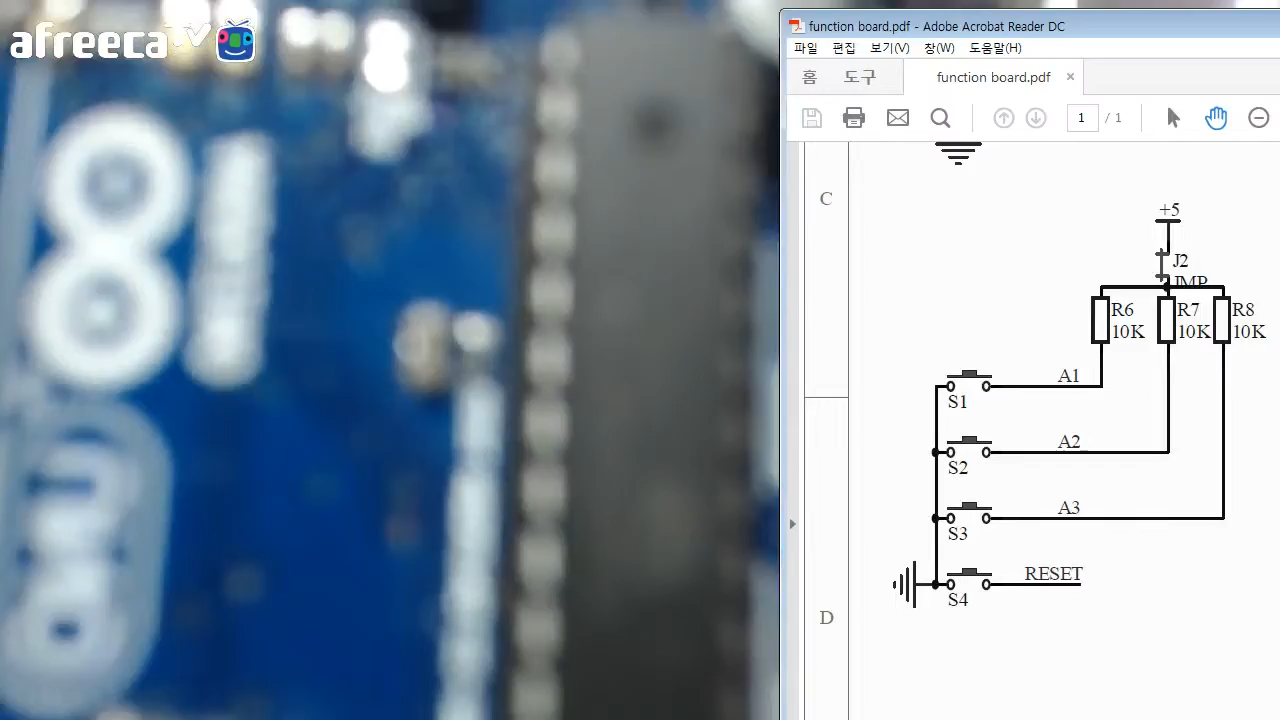 afreecaTV
function board.pdf - Adobe Acrobat Reader DC
파일 편집 보기(V) 창(W) 도움말(H)
홈 도구 function board.pdf ×
1 / 1
C
+5
J2
JMP
R6 R7 R8
10K 10K 10K
A1
S1
A2
S2
A3
S3
RESET
S4
D